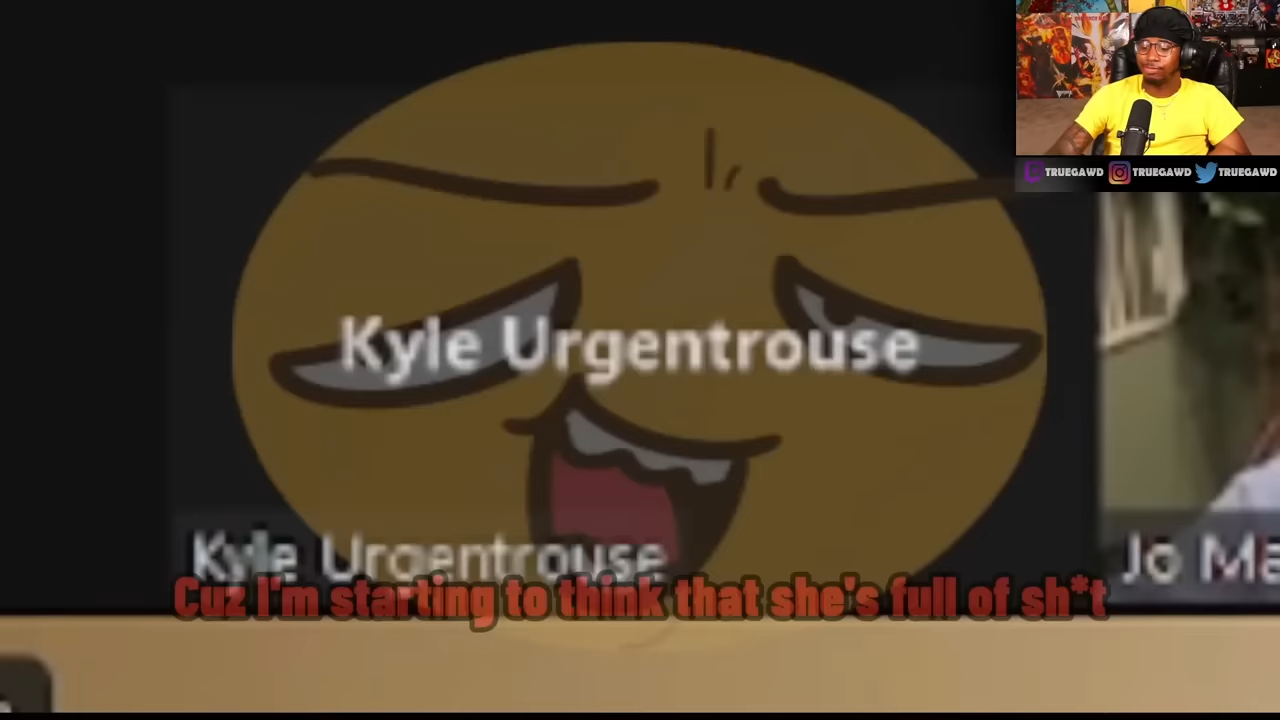 TRUEGAWD TRUEGAWD TRUEGAWD
Kyle Urgentrouse
Kyle Urgentrouse
Jo Ma
Cuz I'm starting to think that she's full of sh*t